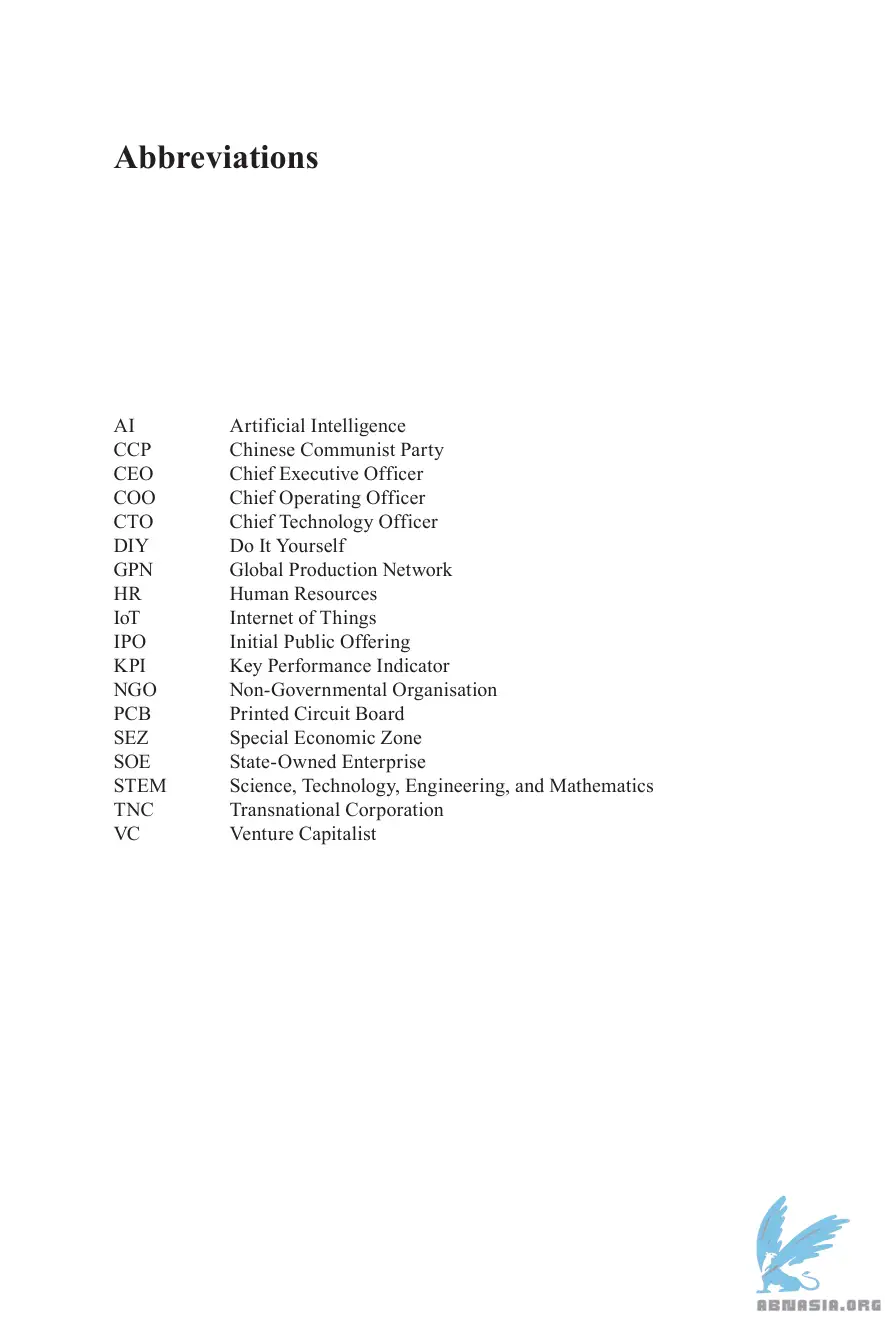 Abbreviations
AI Artificial Intelligence
CCP Chinese Communist Party
CEO Chief Executive Officer
COO Chief Operating Officer
CTO Chief Technology Officer
DIY Do It Yourself
GPN Global Production Network
HR Human Resources
IoT Internet of Things
IPO Initial Public Offering
KPI Key Performance Indicator
NGO Non-Governmental Organisation
PCB Printed Circuit Board
SEZ Special Economic Zone
SOE State-Owned Enterprise
STEM Science, Technology, Engineering, and Mathematics
TNC Transnational Corporation
VC Venture Capitalist
ABNASIA.ORG